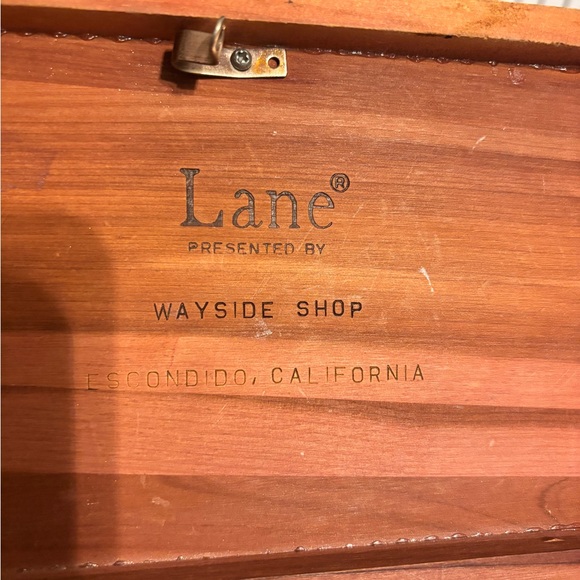 Lane®
PRESENTED BY
WAYSIDE SHOP
ESCONDIDO, CALIFORNIA